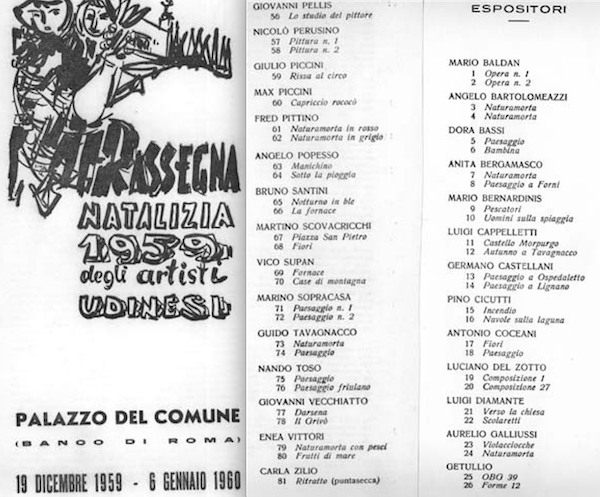 VII RASSEGNA
NATALIZIA
1959
degli artisti
UDINESI
PALAZZO DEL COMUNE
(BANCO DI ROMA)
19 DICEMBRE 1959 - 6 GENNAIO 1960
GIOVANNI PELLIS
56 Lo studio del pittore
NICOLÒ PERUSINO
57 Pittura n. 1
58 Pittura n. 2
GIULIO PICCINI
59 Rissa al circo
MAX PICCINI
60 Capriccio rococò
FRED PITTINO
61 Naturamorta in rosso
62 Naturamorta in grigio
ANGELO POPESSO
63 Manichino
64 Sotto la pioggia
BRUNO SANTINI
65 Notturno in ble
66 La fornace
MARTINO SCOVACRICCHI
67 Piazza San Pietro
68 Fiori
VICO SUPAN
69 Fornace
70 Case di montagna
MARINO SOPRACASA
71 Paesaggio n. 1
72 Paesaggio n. 2
GUIDO TAVAGNACCO
73 Naturamorta
74 Paesaggio
NANDO TOSO
75 Paesaggio
76 Paesaggio friulano
GIOVANNI VECCHIATTO
77 Darsena
78 Il Grivò
ENEA VITTORI
79 Naturamorta con pesci
80 Frutti di mare
CARLA ZILIO
81 Ritratto (puntasecca)
ESPOSITORI
MARIO BALDAN
1 Opera n. 1
2 Opera n. 2
ANGELO BARTOLOMEAZZI
3 Naturamorta
4 Naturamorta
DORA BASSI
5 Paesaggio
6 Bambina
ANITA BERGAMASCO
7 Naturamorta
8 Paesaggio a Forni
MARIO BERNARDINIS
9 Pescatori
10 Uomini sulla spiaggia
LUIGI CAPPELLETTI
11 Castello Morpurgo
12 Autunno a Tavagnacco
GERMANO CASTELLANI
13 Paesaggio a Ospedaletto
14 Paesaggio a Lignano
PINO CICUTTI
15 Incendio
16 Nuvole sulla laguna
ANTONIO COCEANI
17 Fiori
18 Paesaggio
LUCIANO DEL ZOTTO
19 Composizione 1
20 Composizione 27
LUIGI DIAMANTE
21 Verso la chiesa
22 Scolaretti
AURELIO GALLIUSSI
23 Violacciocche
24 Naturamorta
GETULLIO
25 OBG 39
26 Forme 12